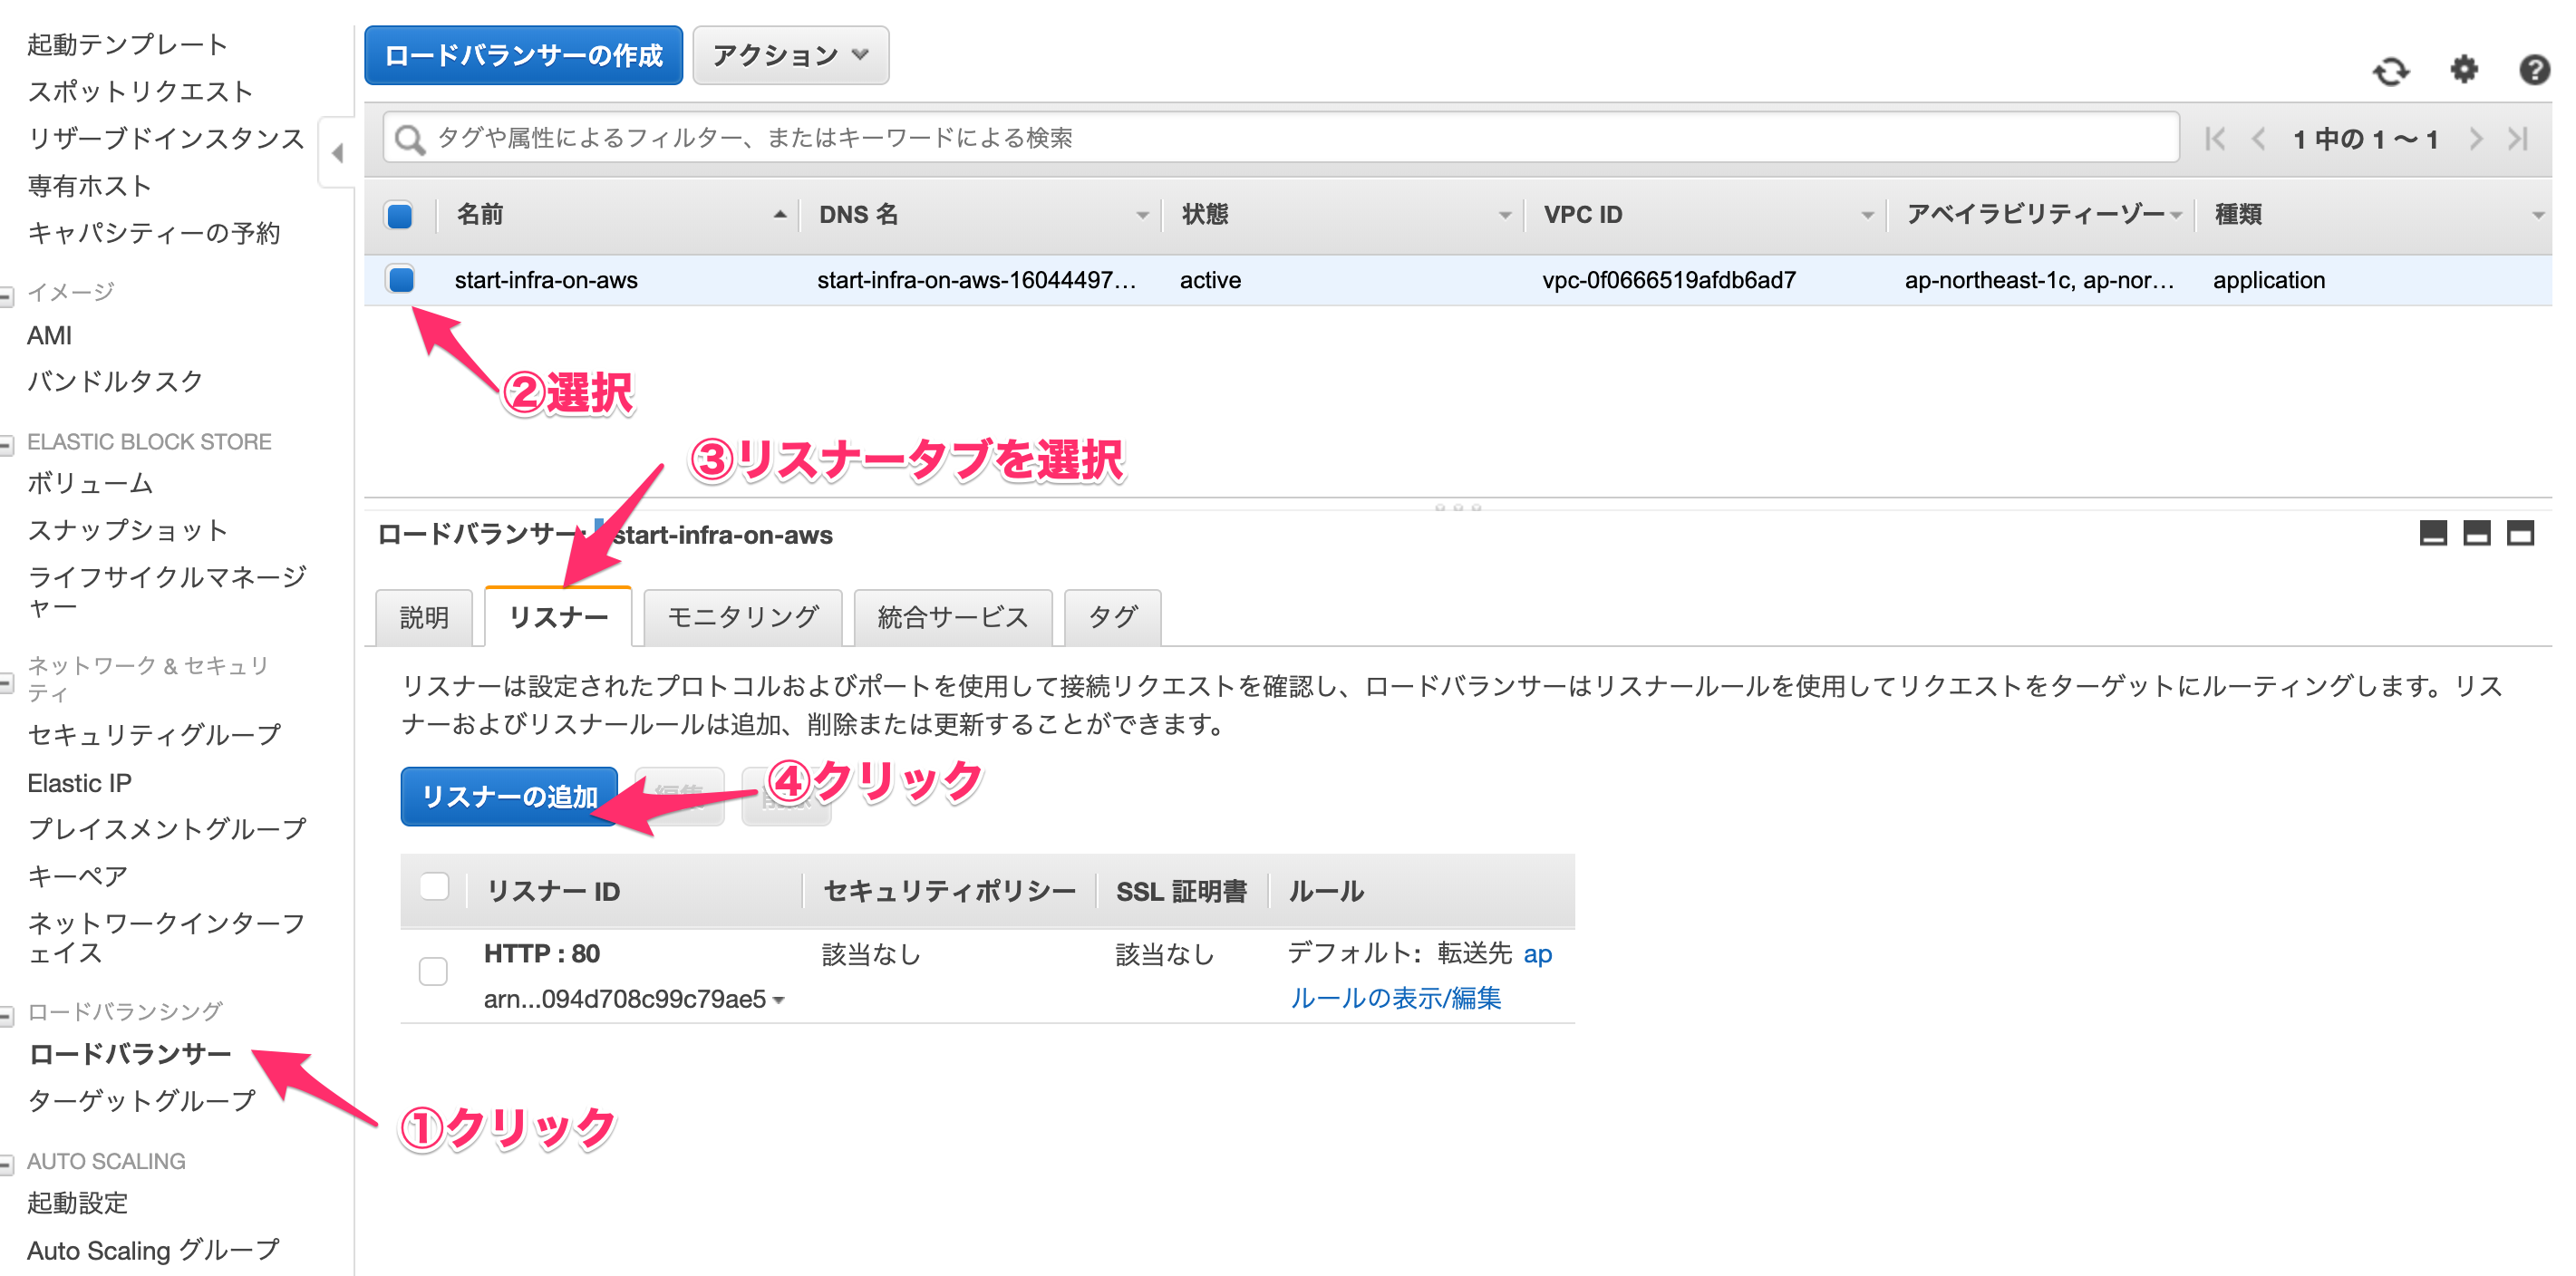 起動テンプレート
スポットリクエスト
リザーブドインスタンス
専有ホスト
キャパシティーの予約
イメージ
AMI
バンドルタスク
ELASTIC BLOCK STORE
ボリューム
スナップショット
ライフサイクルマネージ
ャー
ネットワーク & セキュリ
ティ
セキュリティグループ
Elastic IP
プレイスメントグループ
キーペア
ネットワークインターフ
ェイス
ロードバランシング
ロードバランサー
ターゲットグループ
①クリック
AUTO SCALING
起動設定
Auto Scaling グループ
ロードバランサーの作成 アクション
タグや属性によるフィルター、またはキーワードによる検索 1 中の 1 ～ 1
名前 DNS 名 状態 VPC ID アベイラビリティーゾー 種類
start-infra-on-aws start-infra-on-aws-16044497... active vpc-0f0666519afdb6ad7 ap-northeast-1c, ap-nor... application
②選択
③リスナータブを選択
ロードバランサー: start-infra-on-aws
説明 リスナー モニタリング 統合サービス タグ
リスナーは設定されたプロトコルおよびポートを使用して接続リクエストを確認し、ロードバランサーはリスナールールを使用してリクエストをターゲットにルーティングします。リス
ナーおよびリスナールールは追加、削除または更新することができます。
リスナーの追加 編集 削除 ④クリック
リスナー ID セキュリティポリシー SSL 証明書 ルール
HTTP : 80 該当なし 該当なし デフォルト: 転送先 ap
arn...094d708c99c79ae5 ルールの表示/編集